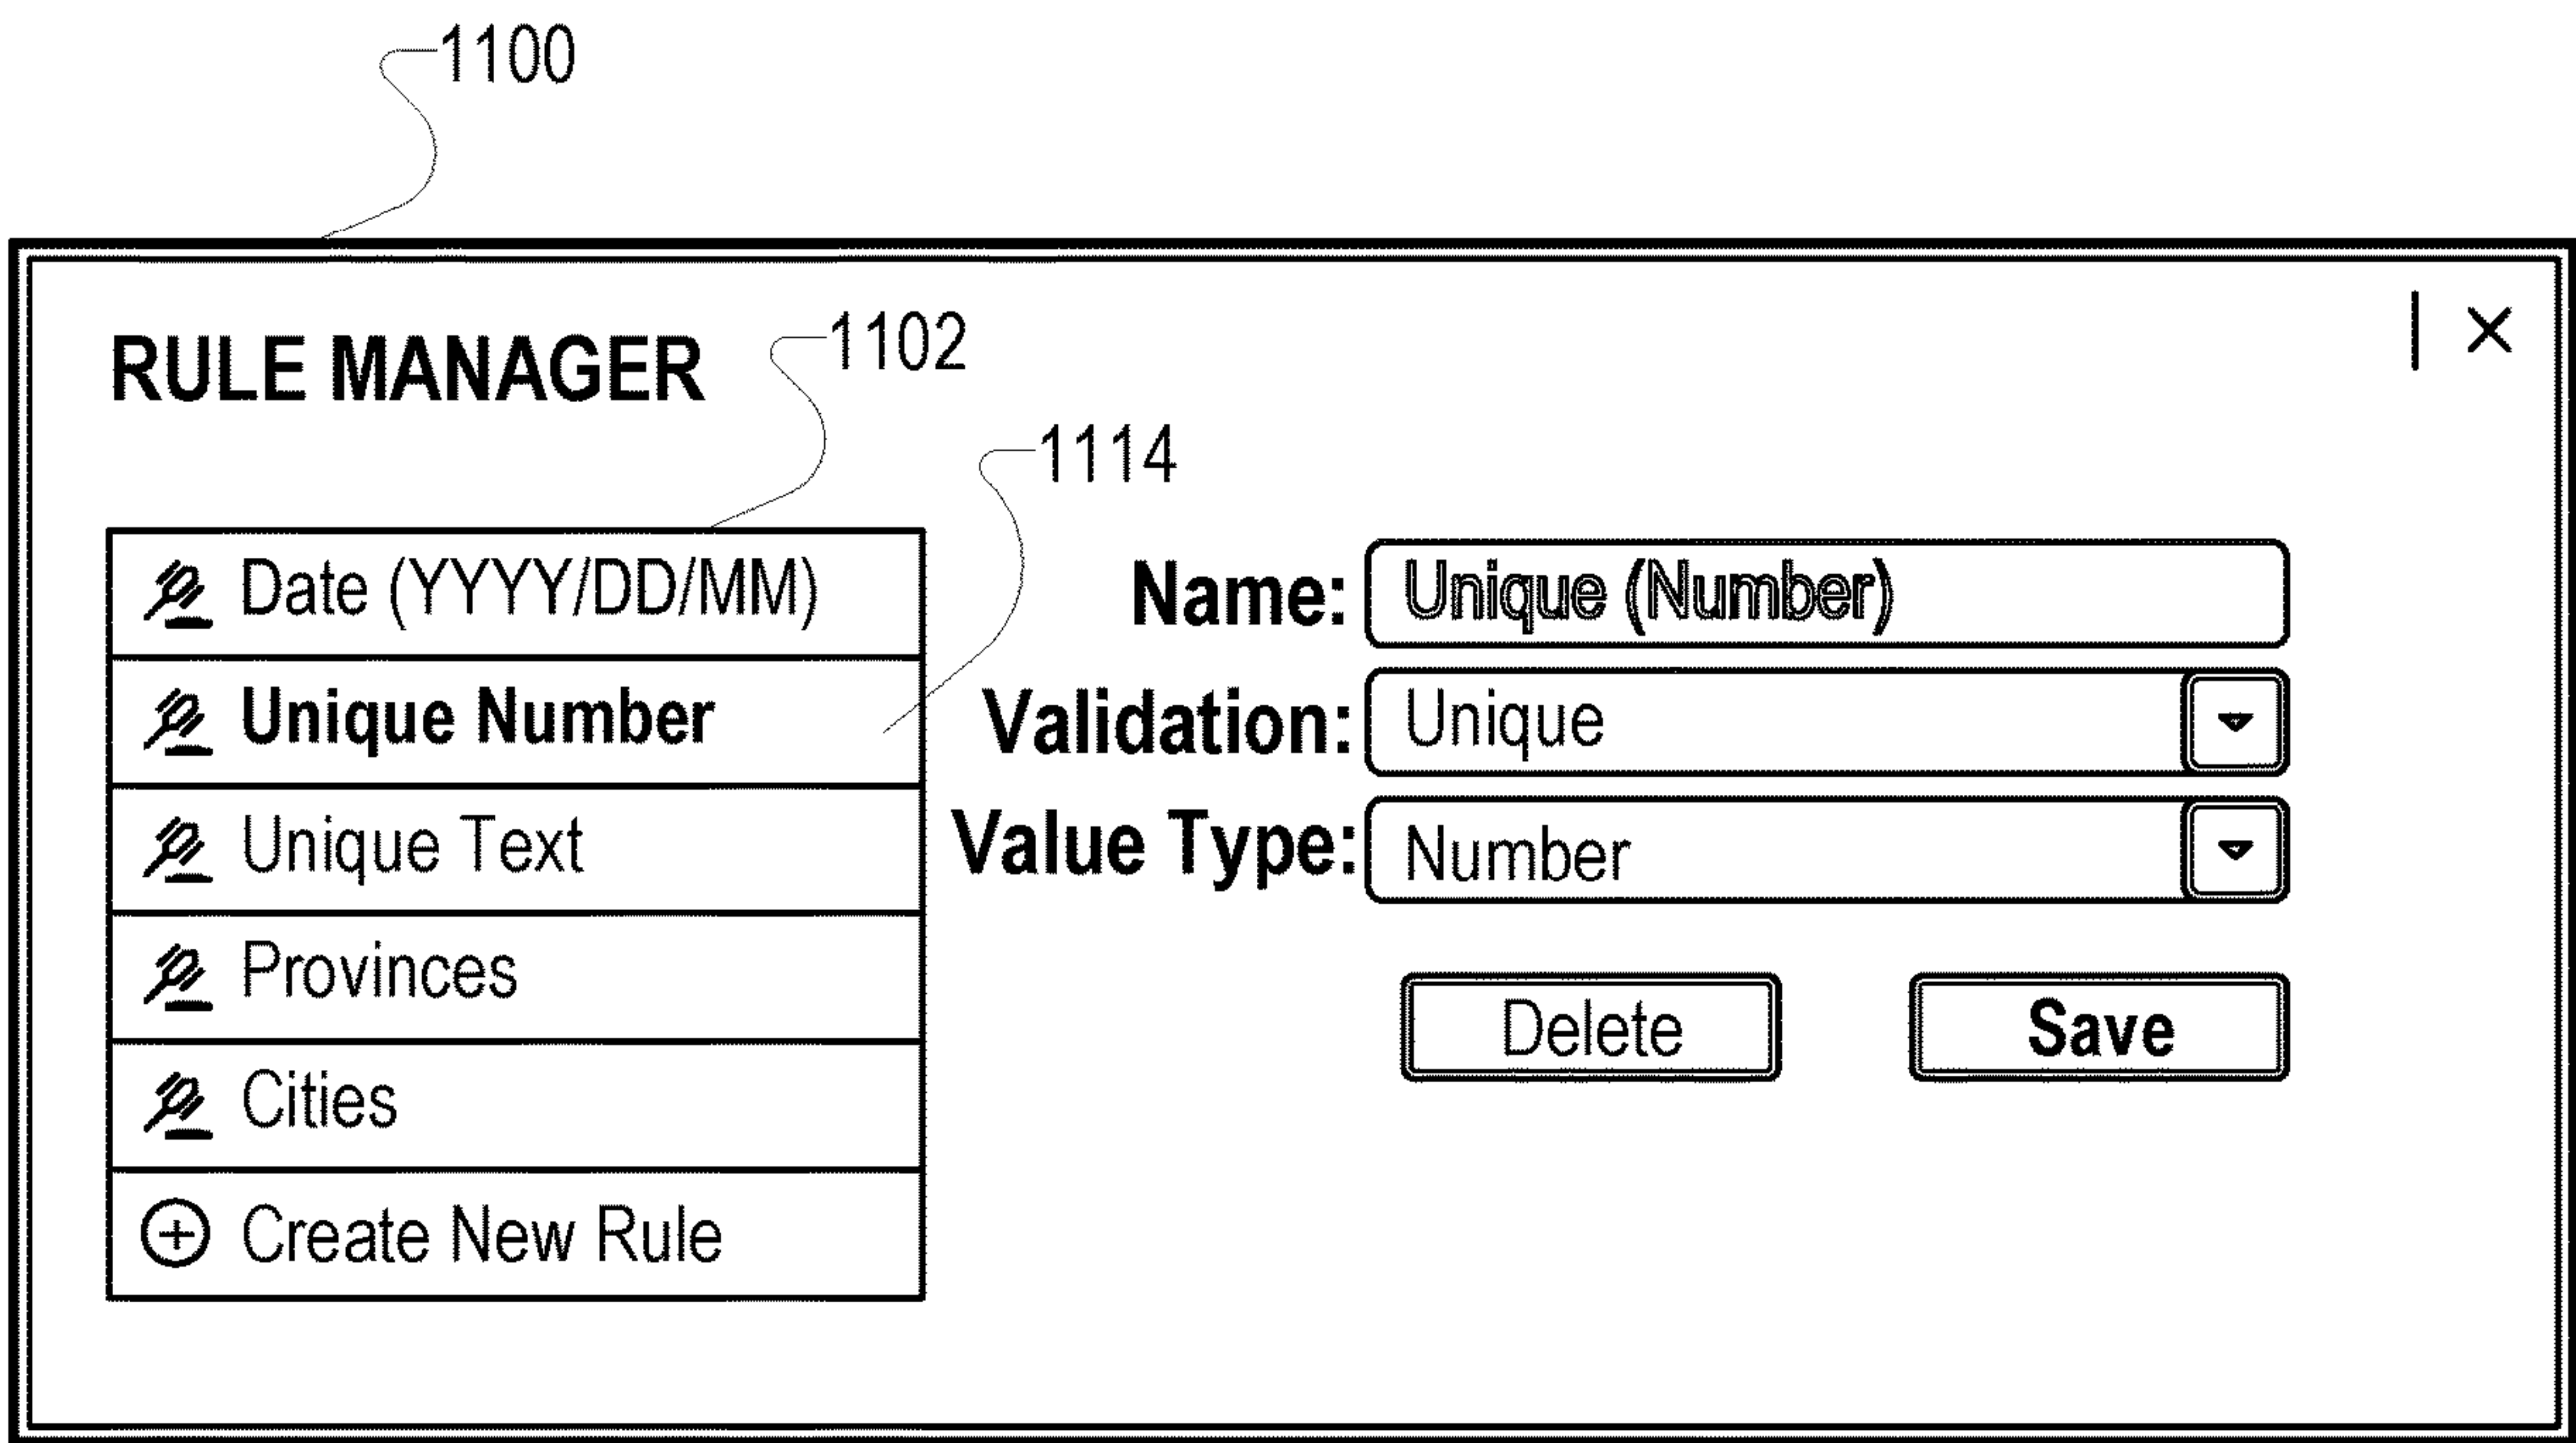 1100
RULE MANAGER
1102
1114
Date (YYYY/DD/MM)
Unique Number
Unique Text
Provinces
Cities
Create New Rule
Name: Unique (Number)
Validation: Unique
Value Type: Number
Delete
Save